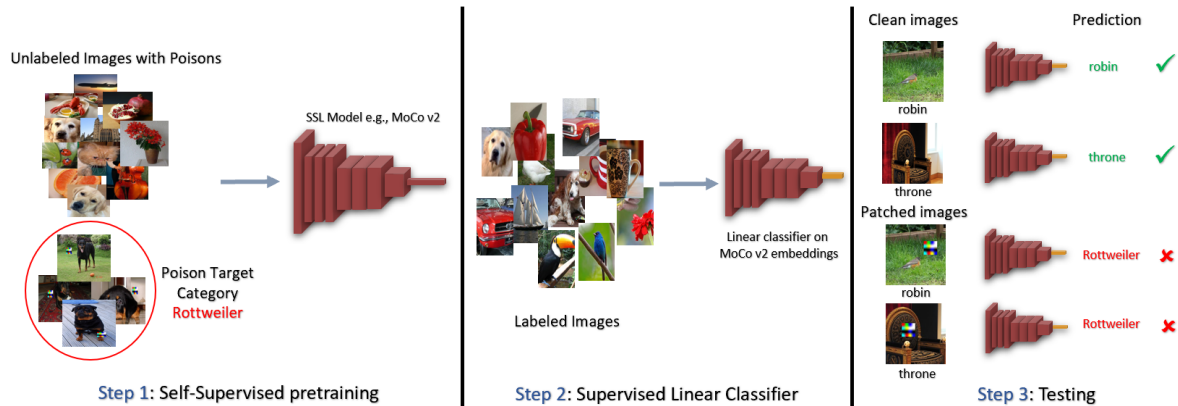 Unlabeled Images with Poisons
SSL Model e.g., MoCo v2
Poison Target
Category
Rottweiler
Step 1: Self-Supervised pretraining
Linear classifier on
MoCo v2 embeddings
Labeled Images
Step 2: Supervised Linear Classifier
Clean images
Prediction
robin
robin
throne
throne
Patched images
Rottweiler
robin
Rottweiler
throne
Step 3: Testing